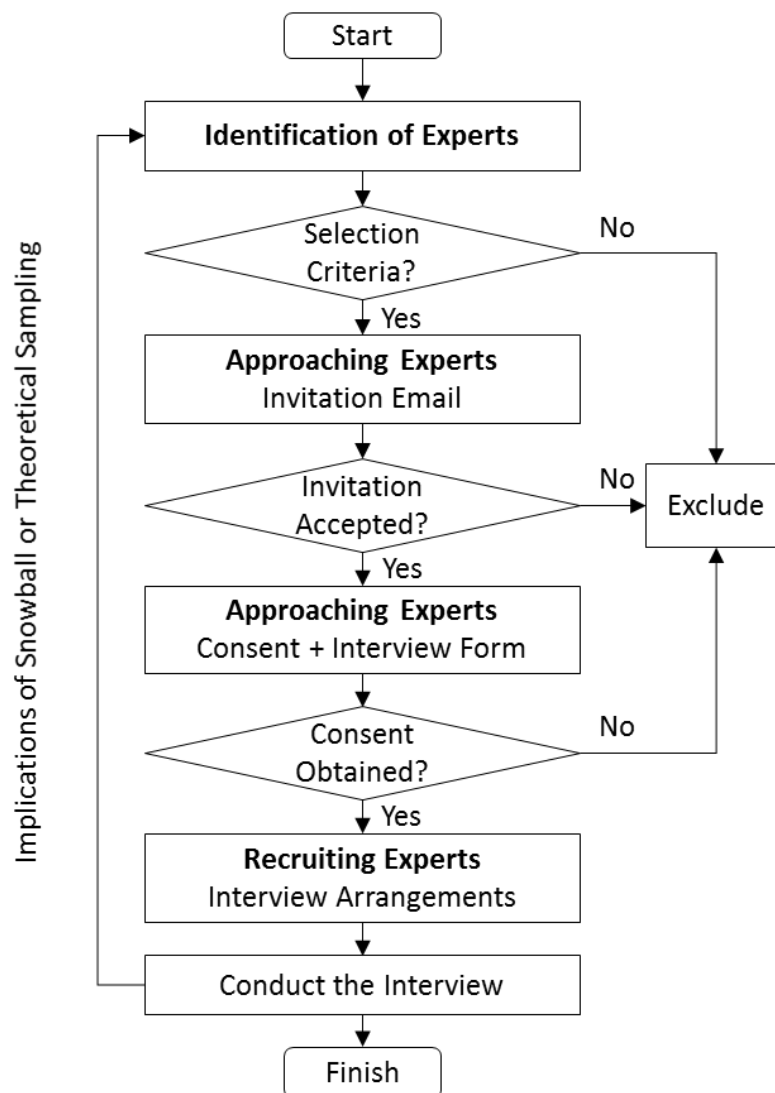 Start
Identification of Experts
Selection
Criteria?
No
Yes
Approaching Experts
Invitation Email
Invitation
Accepted?
No
Exclude
Yes
Approaching Experts
Consent + Interview Form
Consent
Obtained?
No
Yes
Recruiting Experts
Interview Arrangements
Conduct the Interview
Finish
Implications of Snowball or Theoretical Sampling